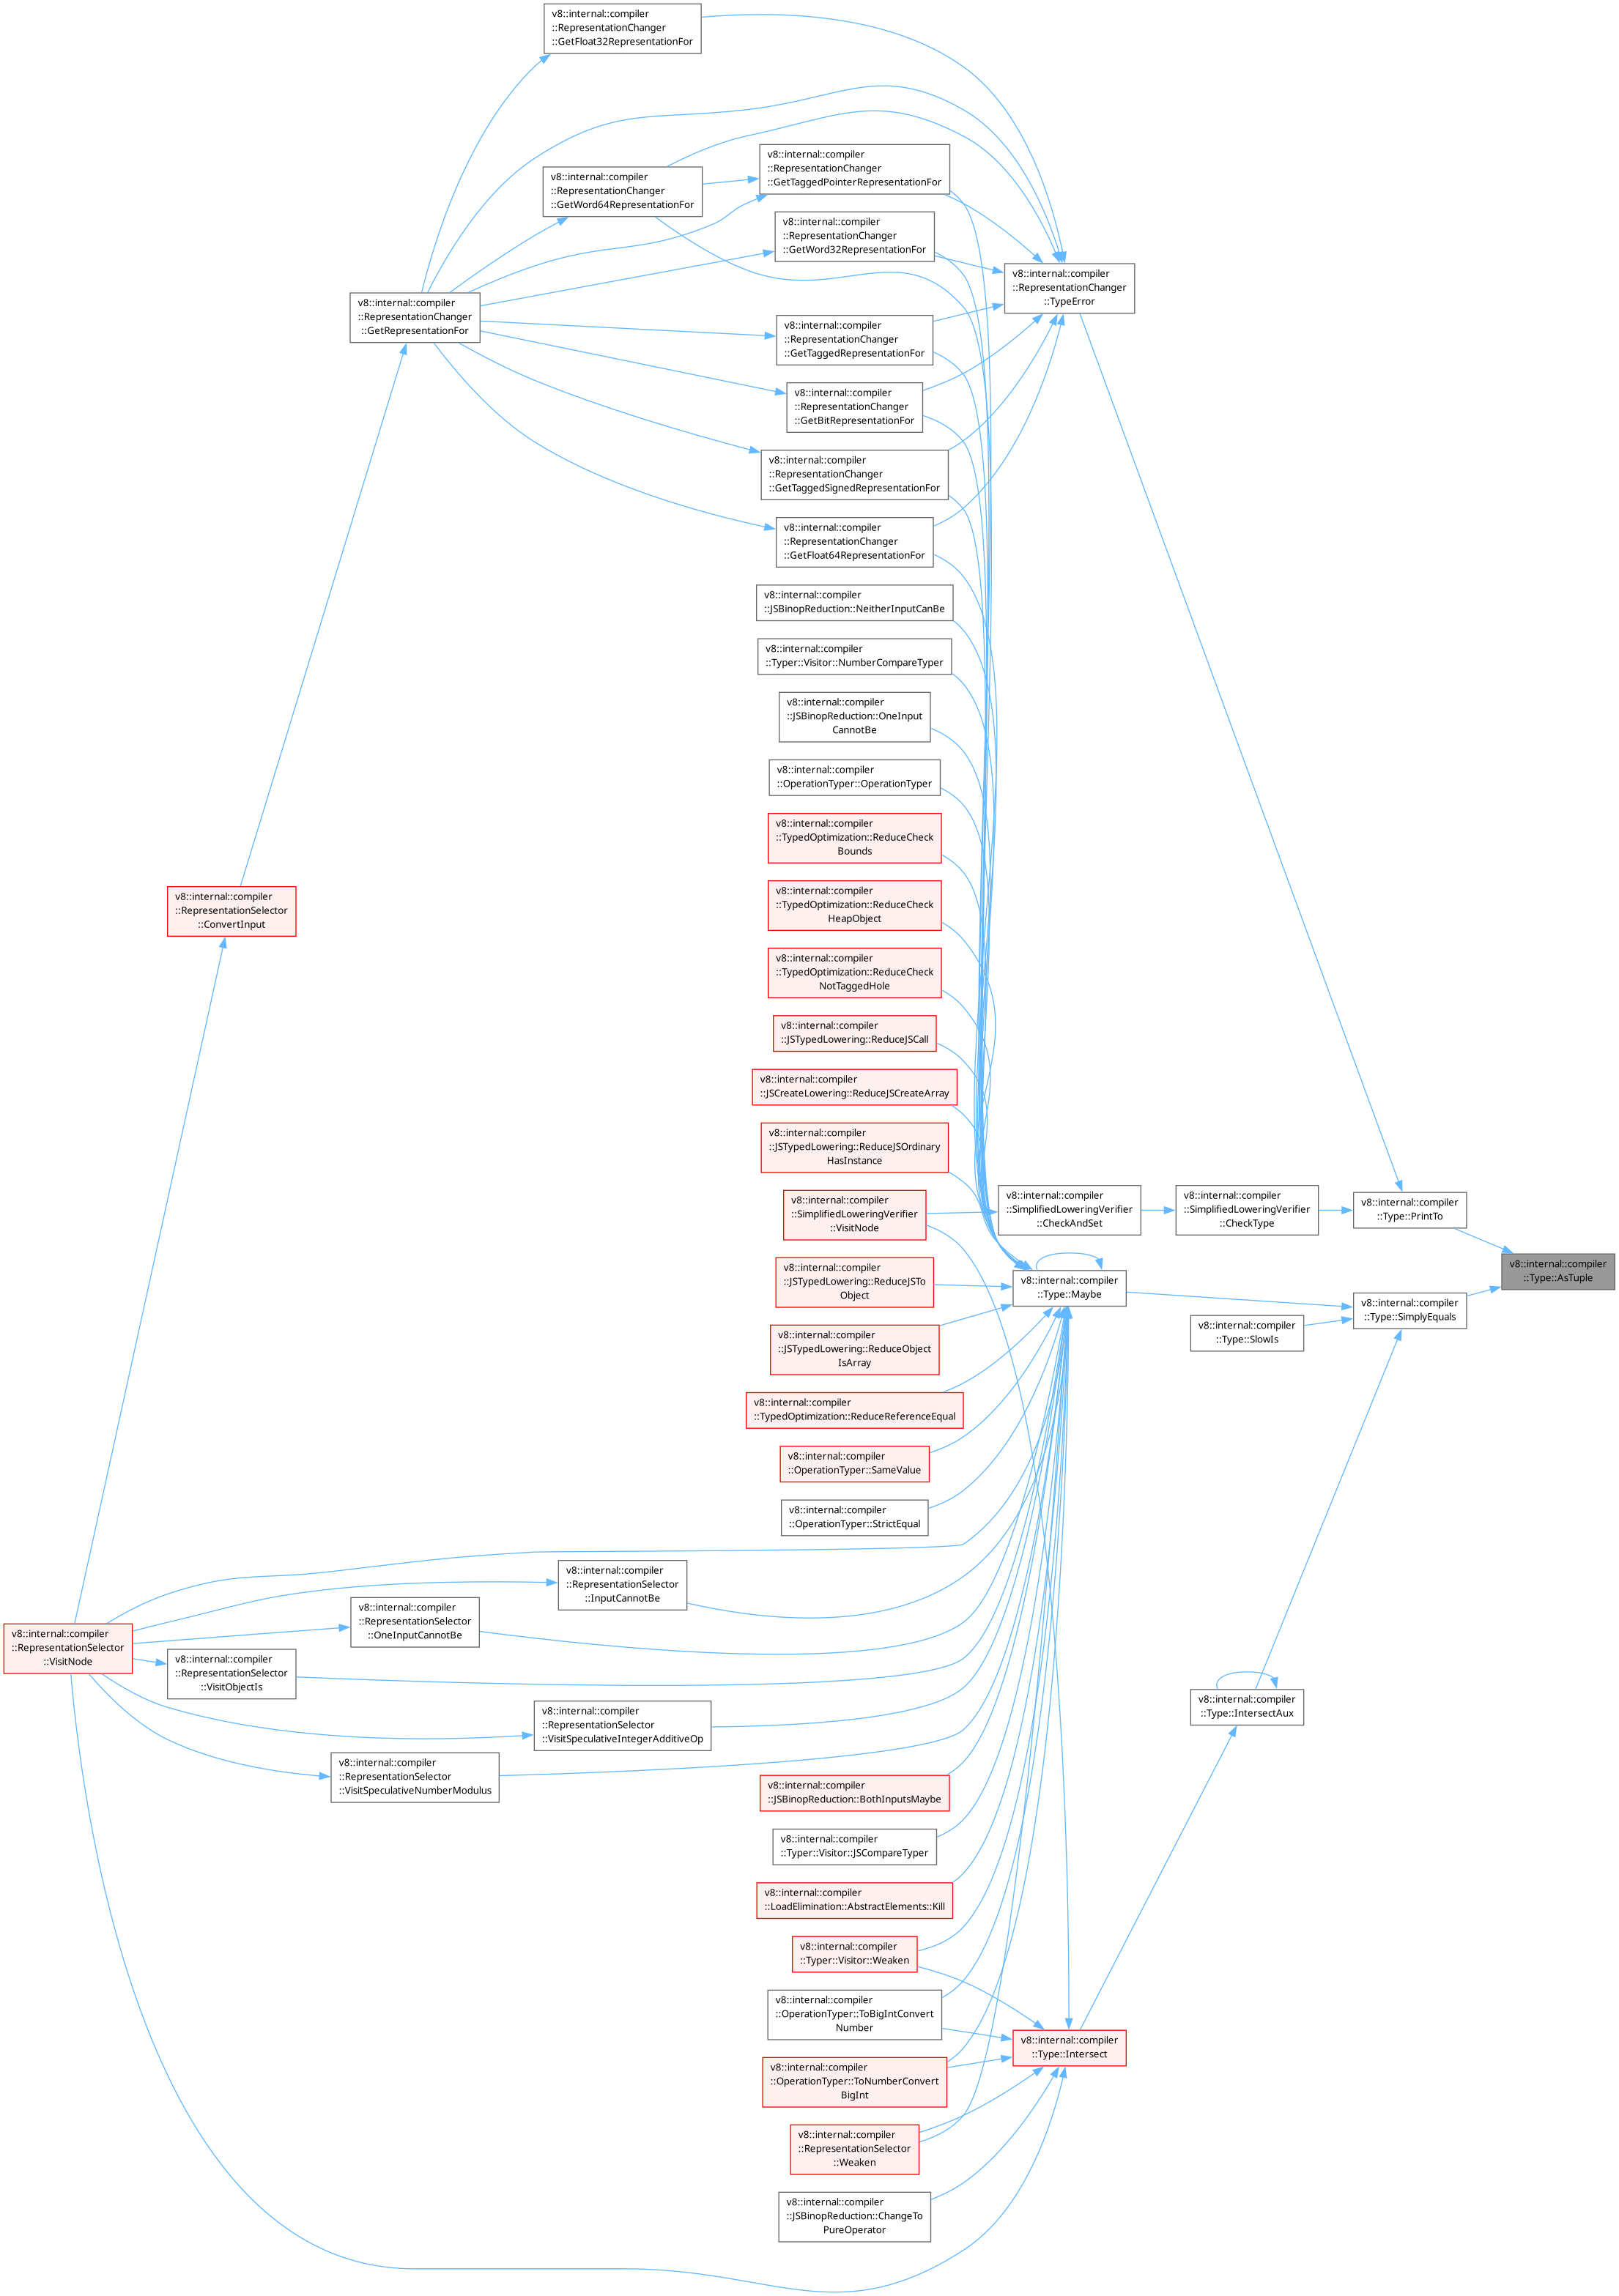 v8::internal::compiler
::RepresentationChanger
::GetFloat32RepresentationFor
v8::internal::compiler
::RepresentationChanger
::GetTaggedPointerRepresentationFor
v8::internal::compiler
::RepresentationChanger
::GetWord64RepresentationFor
v8::internal::compiler
::RepresentationChanger
::GetWord32RepresentationFor
v8::internal::compiler
::RepresentationChanger
::TypeError
v8::internal::compiler
::RepresentationChanger
::GetRepresentationFor
v8::internal::compiler
::RepresentationChanger
::GetTaggedRepresentationFor
v8::internal::compiler
::RepresentationChanger
::GetBitRepresentationFor
v8::internal::compiler
::RepresentationChanger
::GetTaggedSignedRepresentationFor
v8::internal::compiler
::RepresentationChanger
::GetFloat64RepresentationFor
v8::internal::compiler
::JSBinopReduction::NeitherInputCanBe
v8::internal::compiler
::Typer::Visitor::NumberCompareTyper
v8::internal::compiler
::JSBinopReduction::OneInput
CannotBe
v8::internal::compiler
::OperationTyper::OperationTyper
v8::internal::compiler
::TypedOptimization::ReduceCheck
Bounds
v8::internal::compiler
::TypedOptimization::ReduceCheck
HeapObject
v8::internal::compiler
::RepresentationSelector
::ConvertInput
v8::internal::compiler
::TypedOptimization::ReduceCheck
NotTaggedHole
v8::internal::compiler
::JSTypedLowering::ReduceJSCall
v8::internal::compiler
::JSCreateLowering::ReduceJSCreateArray
v8::internal::compiler
::JSTypedLowering::ReduceJSOrdinary
HasInstance
v8::internal::compiler
::SimplifiedLoweringVerifier
::VisitNode
v8::internal::compiler
::SimplifiedLoweringVerifier
::CheckAndSet
v8::internal::compiler
::SimplifiedLoweringVerifier
::CheckType
v8::internal::compiler
::Type::PrintTo
v8::internal::compiler
::Type::AsTuple
v8::internal::compiler
::JSTypedLowering::ReduceJSTo
Object
v8::internal::compiler
::Type::Maybe
v8::internal::compiler
::Type::SimplyEquals
v8::internal::compiler
::Type::SlowIs
v8::internal::compiler
::JSTypedLowering::ReduceObject
IsArray
v8::internal::compiler
::TypedOptimization::ReduceReferenceEqual
v8::internal::compiler
::OperationTyper::SameValue
v8::internal::compiler
::OperationTyper::StrictEqual
v8::internal::compiler
::RepresentationSelector
::InputCannotBe
v8::internal::compiler
::RepresentationSelector
::OneInputCannotBe
v8::internal::compiler
::RepresentationSelector
::VisitNode
v8::internal::compiler
::RepresentationSelector
::VisitObjectIs
v8::internal::compiler
::Type::IntersectAux
v8::internal::compiler
::RepresentationSelector
::VisitSpeculativeIntegerAdditiveOp
v8::internal::compiler
::RepresentationSelector
::VisitSpeculativeNumberModulus
v8::internal::compiler
::JSBinopReduction::BothInputsMaybe
v8::internal::compiler
::Typer::Visitor::JSCompareTyper
v8::internal::compiler
::LoadElimination::AbstractElements::Kill
v8::internal::compiler
::Typer::Visitor::Weaken
v8::internal::compiler
::OperationTyper::ToBigIntConvert
Number
v8::internal::compiler
::Type::Intersect
v8::internal::compiler
::OperationTyper::ToNumberConvert
BigInt
v8::internal::compiler
::RepresentationSelector
::Weaken
v8::internal::compiler
::JSBinopReduction::ChangeTo
PureOperator